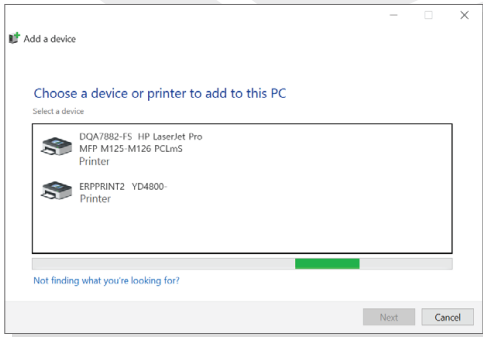 Add a device
Choose a device or printer to add to this PC
Select a device
DQA7882-FS HP LaserJet Pro
MFP M125-M126 PCLmS
Printer
ERPPRINT2 YD4800-
Printer
Not finding what you're looking for?
Next Cancel